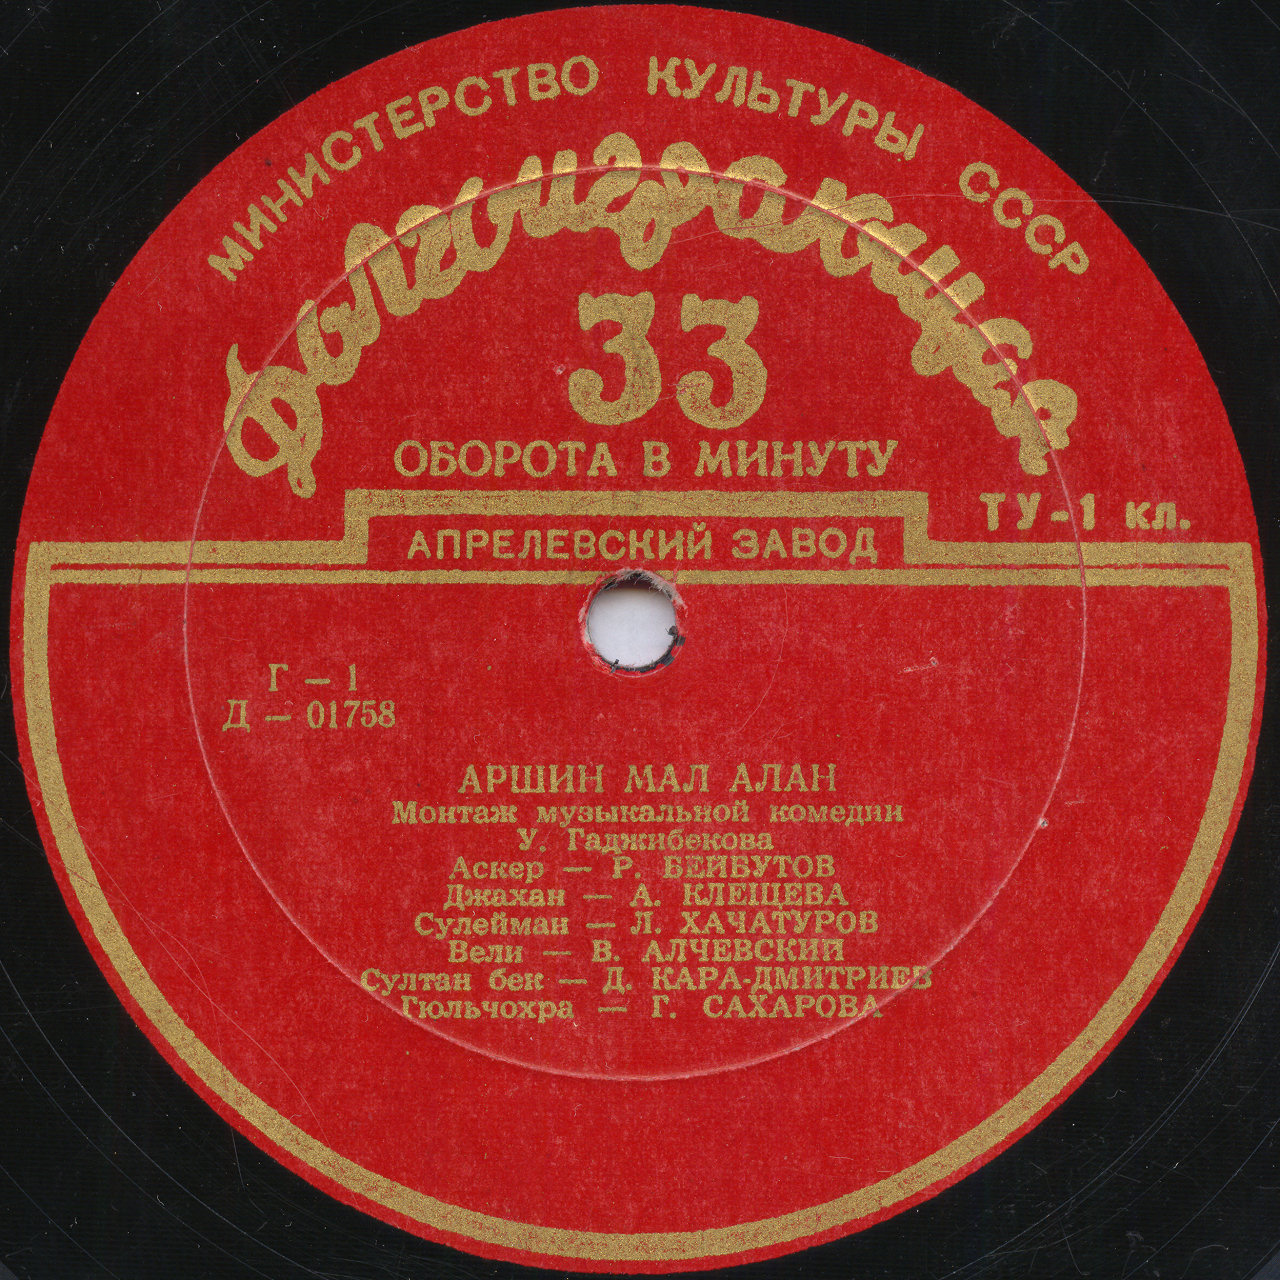 МИНИСТЕРСТВО КУЛЬТУРЫ СССР
Долгоиграющая
33
ОБОРОТА В МИНУТУ
ТУ-1 кл.
АПРЕЛЕВСКИЙ ЗАВОД
Г – 1
Д – 01758
АРШИН МАЛ АЛАН
Монтаж музыкальной комедии
У. Гаджибекова
Аскер — Р. БЕЙБУТОВ
Джахан — А. КЛЕЩЕВА
Сулейман — Л. ХАЧАТУРОВ
Вели — В. АЛЧЕВСКИЙ
Султан бек — Д. КАРА-ДМИТРИЕВ
Гюльчохра — Г. САХАРОВА